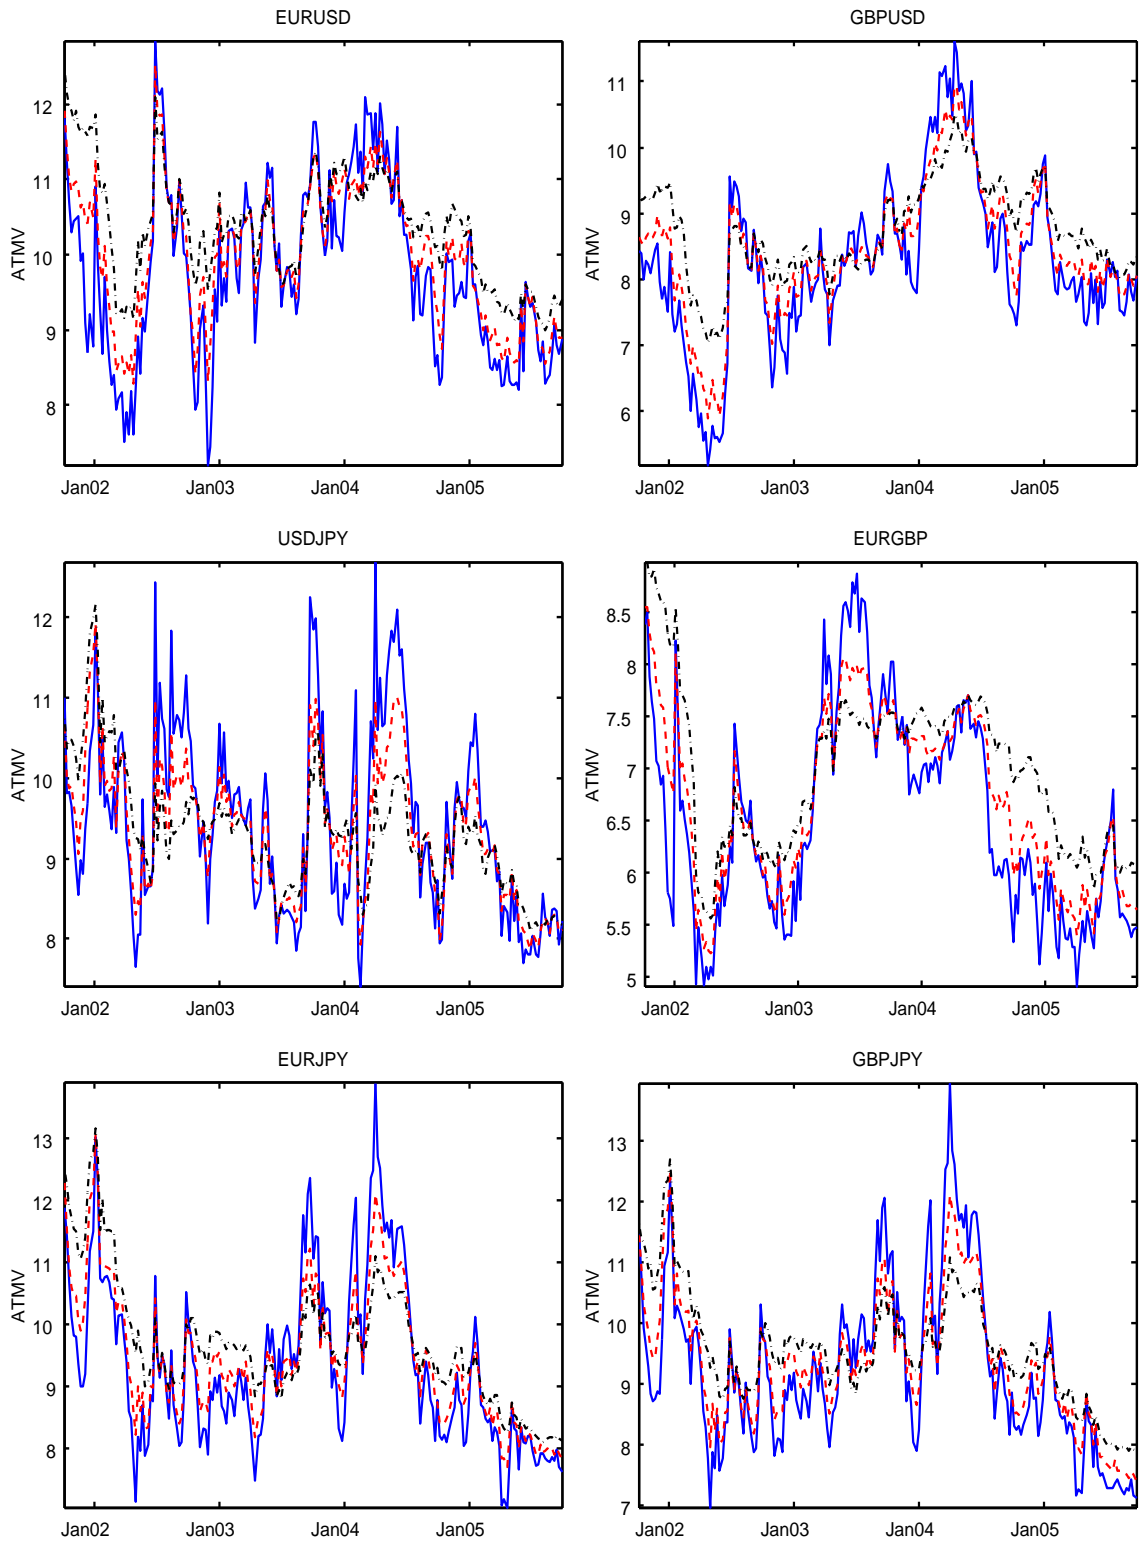 EURUSD
GBPUSD
ATMV
12
11
10
9
8
Jan02
Jan03
Jan04
Jan05
ATMV
11
10
9
8
7
6
Jan02
Jan03
Jan04
Jan05
USDJPY
EURGBP
ATMV
12
11
10
9
8
Jan02
Jan03
Jan04
Jan05
ATMV
8.5
8
7.5
7
6.5
6
5.5
5
Jan02
Jan03
Jan04
Jan05
EURJPY
GBPJPY
ATMV
13
12
11
10
9
8
Jan02
Jan03
Jan04
Jan05
ATMV
13
12
11
10
9
8
7
Jan02
Jan03
Jan04
Jan05